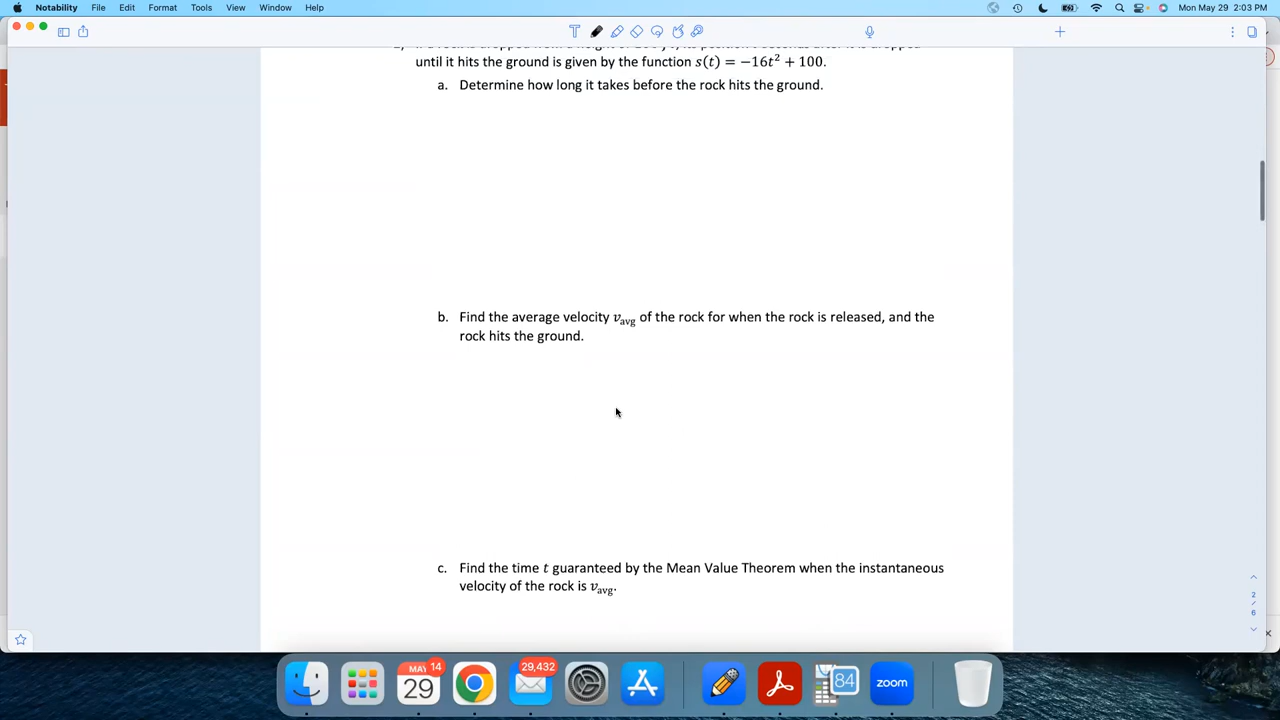 Notability File Edit Format Tools View Window Help Mon May 29 2:03 PM
until it hits the ground is given by the function s(t) = −16t² + 100.
a. Determine how long it takes before the rock hits the ground.
b. Find the average velocity v_avg of the rock for when the rock is released, and the
rock hits the ground.
c. Find the time t guaranteed by the Mean Value Theorem when the instantaneous
velocity of the rock is v_avg.
2
/
6
MAY 14
29
29,432
84
zoom